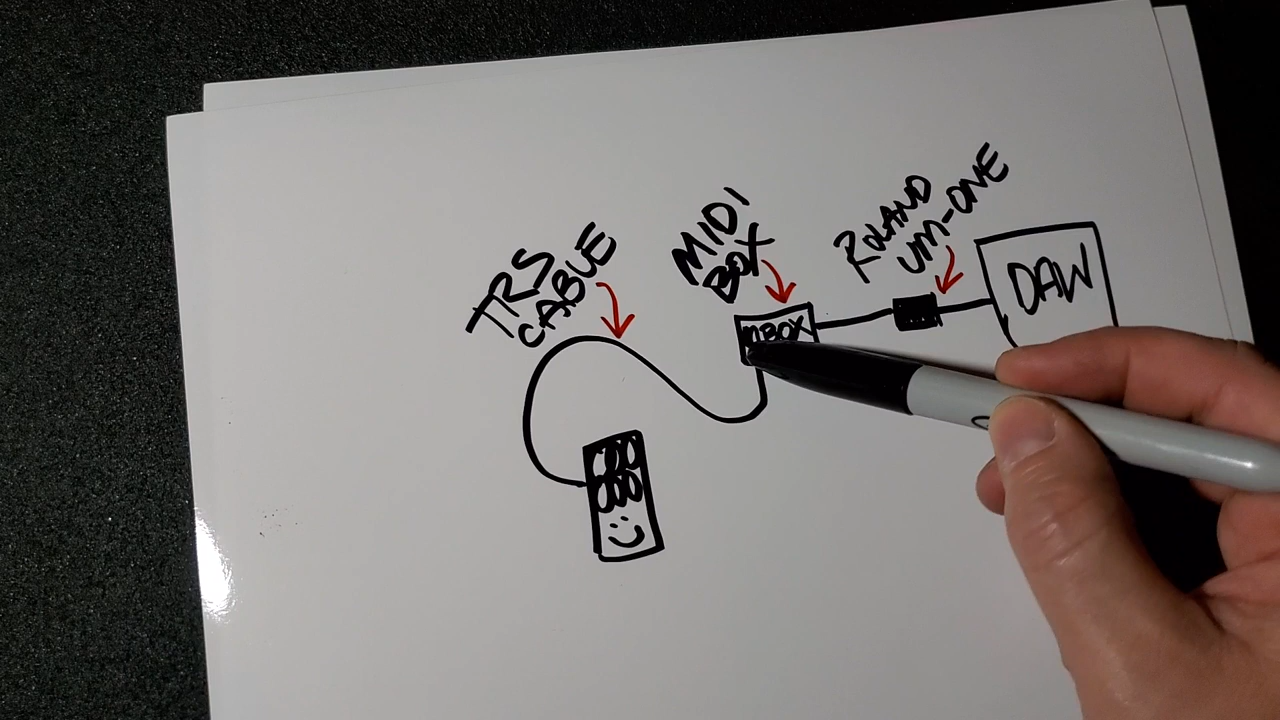 TRS
CABLE
MIDI
BOX
ROLAND
UM-ONE
MBOX
DAW